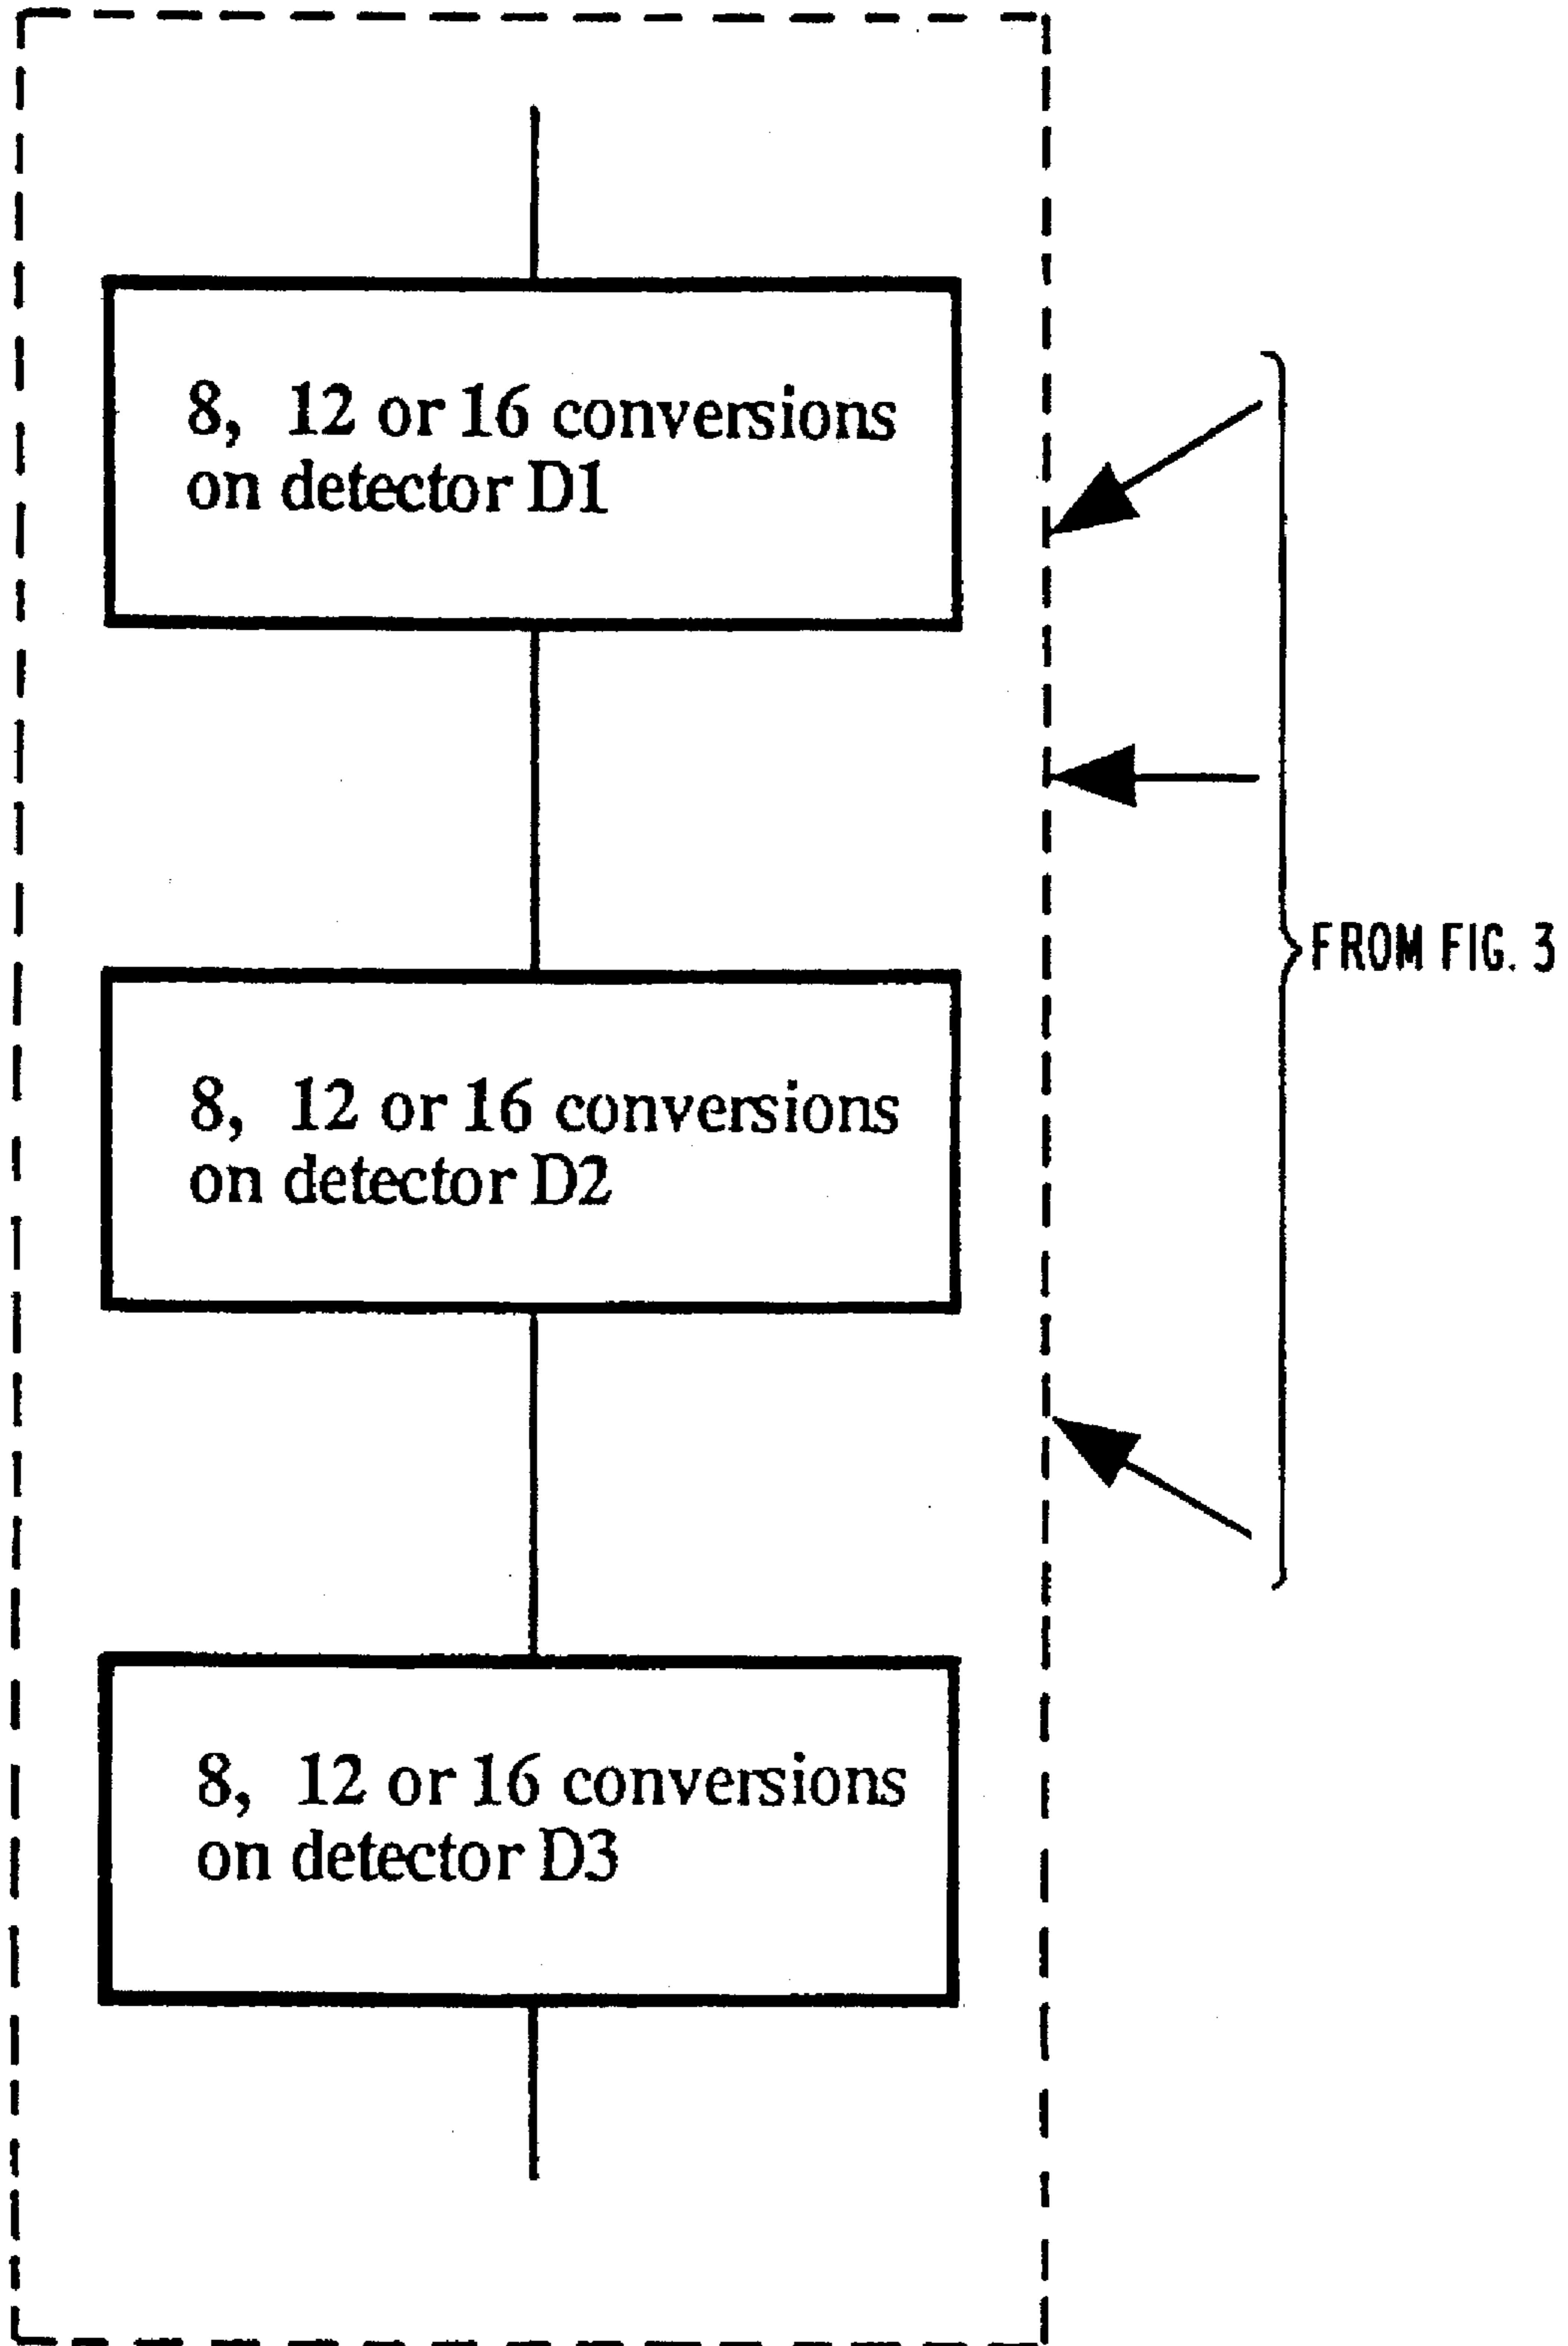 8, 12 or 16 conversions
on detector D1
FROM FIG. 3
8, 12 or 16 conversions
on detector D2
8, 12 or 16 conversions
on detector D3